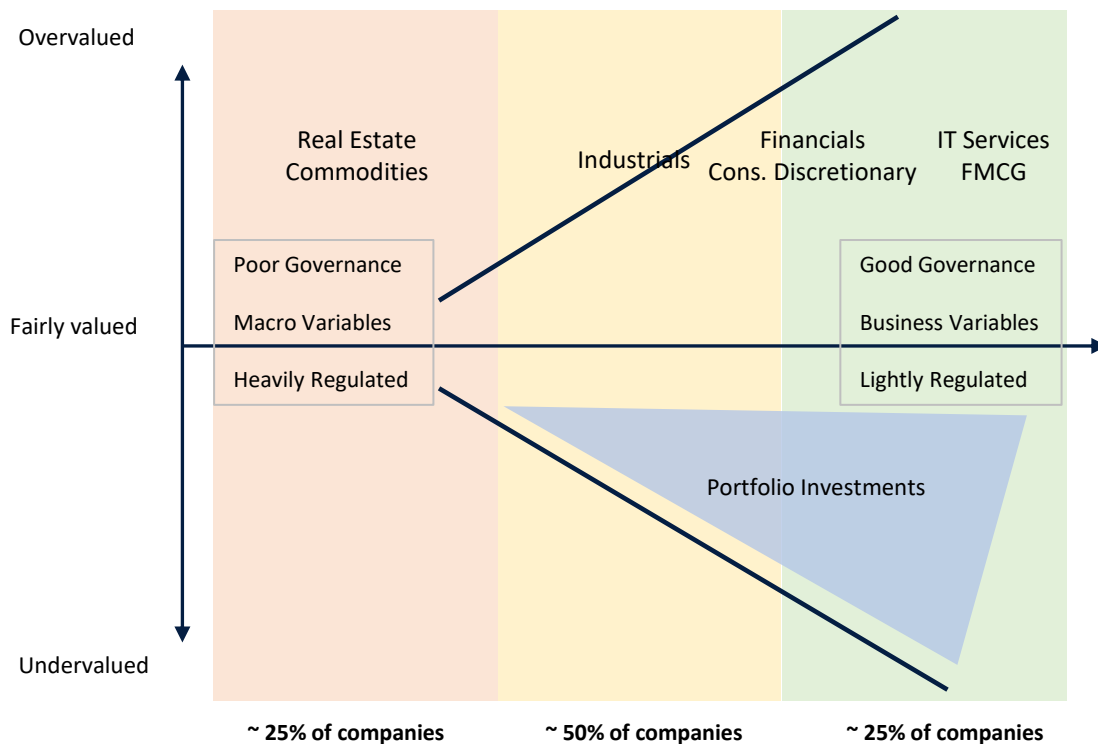 Overvalued
Real Estate
Commodities
Industrials
Financials
Cons. Discretionary
IT Services
FMCG
Poor Governance
Good Governance
Fairly valued
Macro Variables
Business Variables
Heavily Regulated
Lightly Regulated
Portfolio Investments
Undervalued
~ 25% of companies
~ 50% of companies
~ 25% of companies